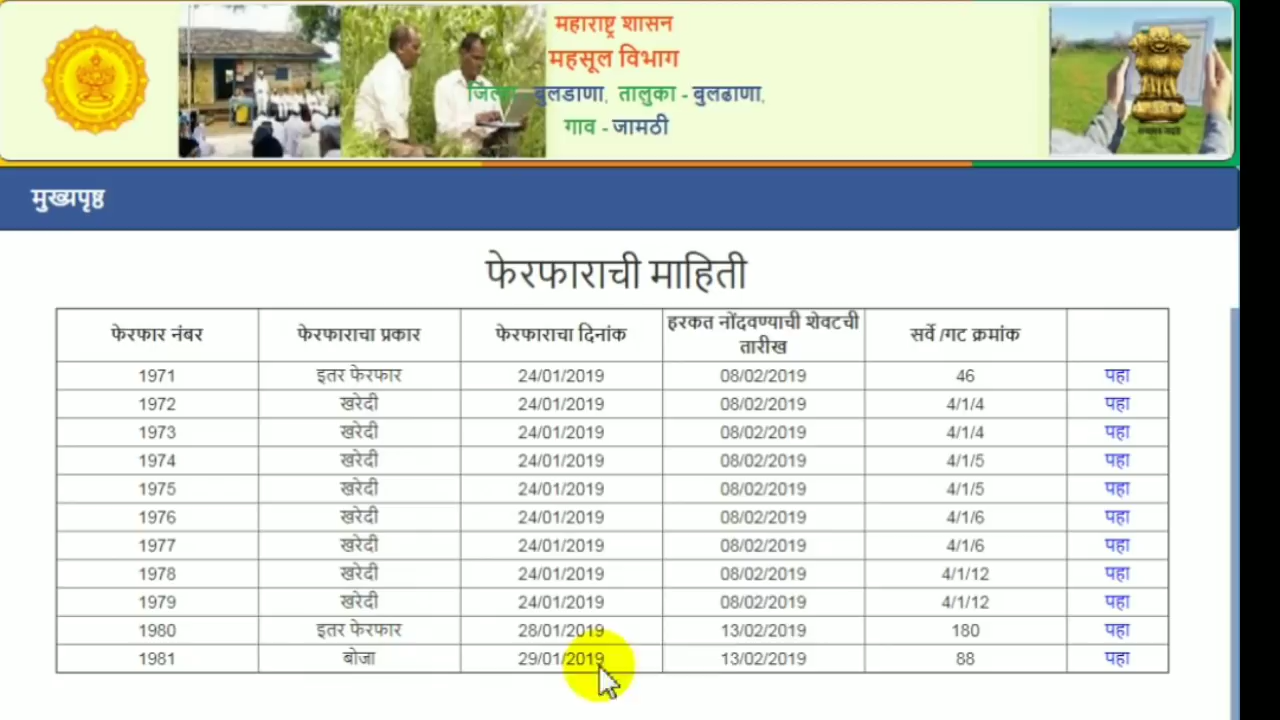 महाराष्ट्र शासन
महसूल विभाग
जिल्हा बुलडाणा, तालुका - बुलढाणा,
गाव - जामठी
मुख्यपृष्ठ
फेरफाराची माहिती
फेरफार नंबर फेरफाराचा प्रकार फेरफाराचा दिनांक हरकत नोंदवण्याची शेवटची तारीख सर्वे /गट क्रमांक
1971 इतर फेरफार 24/01/2019 08/02/2019 46 पहा
1972 खरेदी 24/01/2019 08/02/2019 4/1/4 पहा
1973 खरेदी 24/01/2019 08/02/2019 4/1/4 पहा
1974 खरेदी 24/01/2019 08/02/2019 4/1/5 पहा
1975 खरेदी 24/01/2019 08/02/2019 4/1/5 पहा
1976 खरेदी 24/01/2019 08/02/2019 4/1/6 पहा
1977 खरेदी 24/01/2019 08/02/2019 4/1/6 पहा
1978 खरेदी 24/01/2019 08/02/2019 4/1/12 पहा
1979 खरेदी 24/01/2019 08/02/2019 4/1/12 पहा
1980 इतर फेरफार 28/01/2019 13/02/2019 180 पहा
1981 बोजा 29/01/2019 13/02/2019 88 पहा